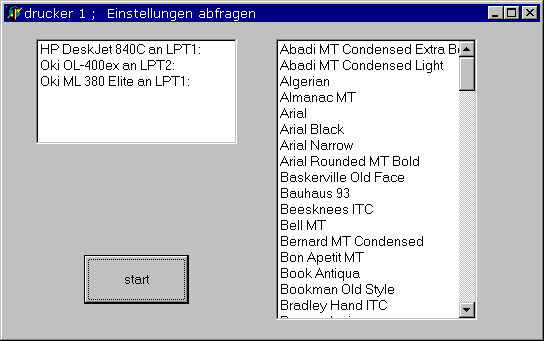 drucker 1 ; Einstellungen abfragen
HP DeskJet 840C an LPT1:
Oki OL-400ex an LPT2:
Oki ML 380 Elite an LPT1:
start
Abadi MT Condensed Extra Bo
Abadi MT Condensed Light
Algerian
Almanac MT
Arial
Arial Black
Arial Narrow
Arial Rounded MT Bold
Baskerville Old Face
Bauhaus 93
Beesknees ITC
Bell MT
Bernard MT Condensed
Bon Apetit MT
Book Antiqua
Bookman Old Style
Bradley Hand ITC